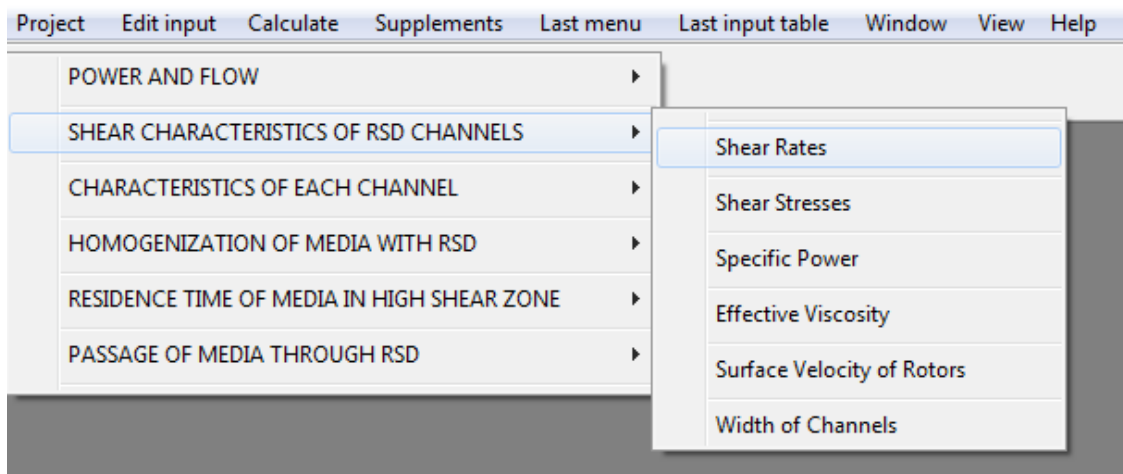 Project Edit input Calculate Supplements Last menu Last input table Window View Help
POWER AND FLOW
SHEAR CHARACTERISTICS OF RSD CHANNELS
CHARACTERISTICS OF EACH CHANNEL
HOMOGENIZATION OF MEDIA WITH RSD
RESIDENCE TIME OF MEDIA IN HIGH SHEAR ZONE
PASSAGE OF MEDIA THROUGH RSD
Shear Rates
Shear Stresses
Specific Power
Effective Viscosity
Surface Velocity of Rotors
Width of Channels